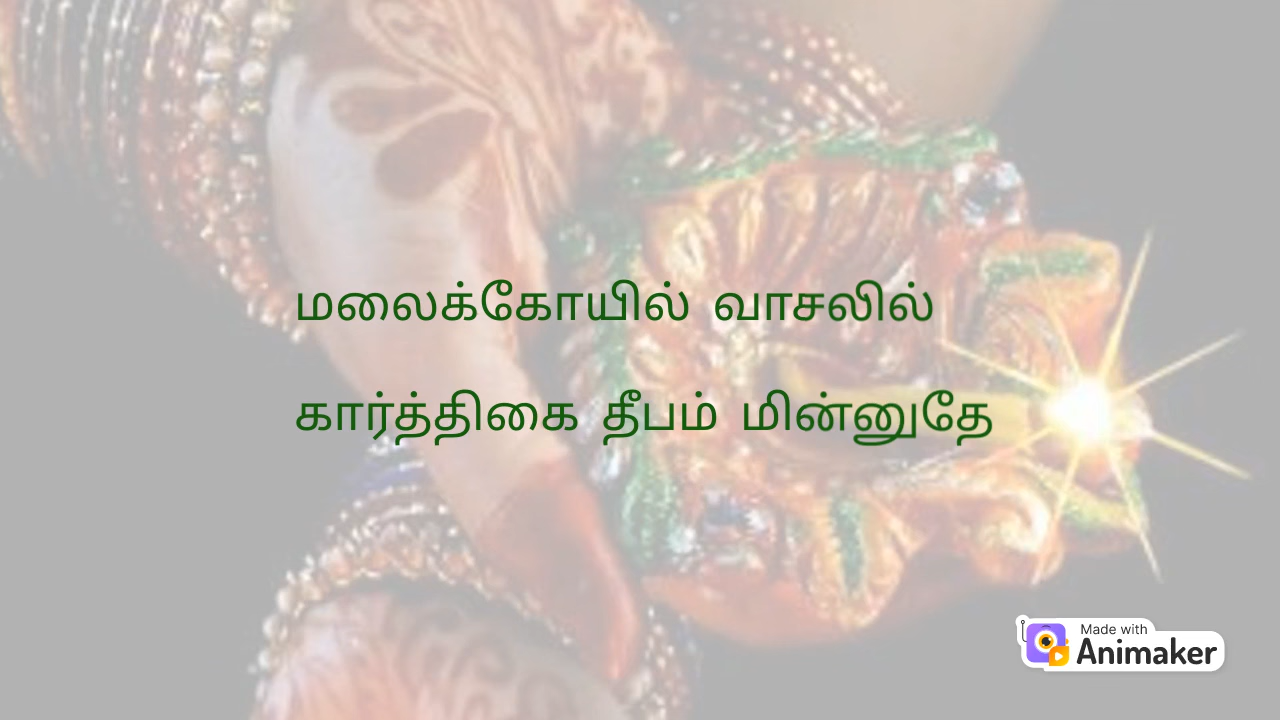 மலைக்கோயில் வாசலில்
கார்த்திகை தீபம் மின்னுதே
Made with
Animaker